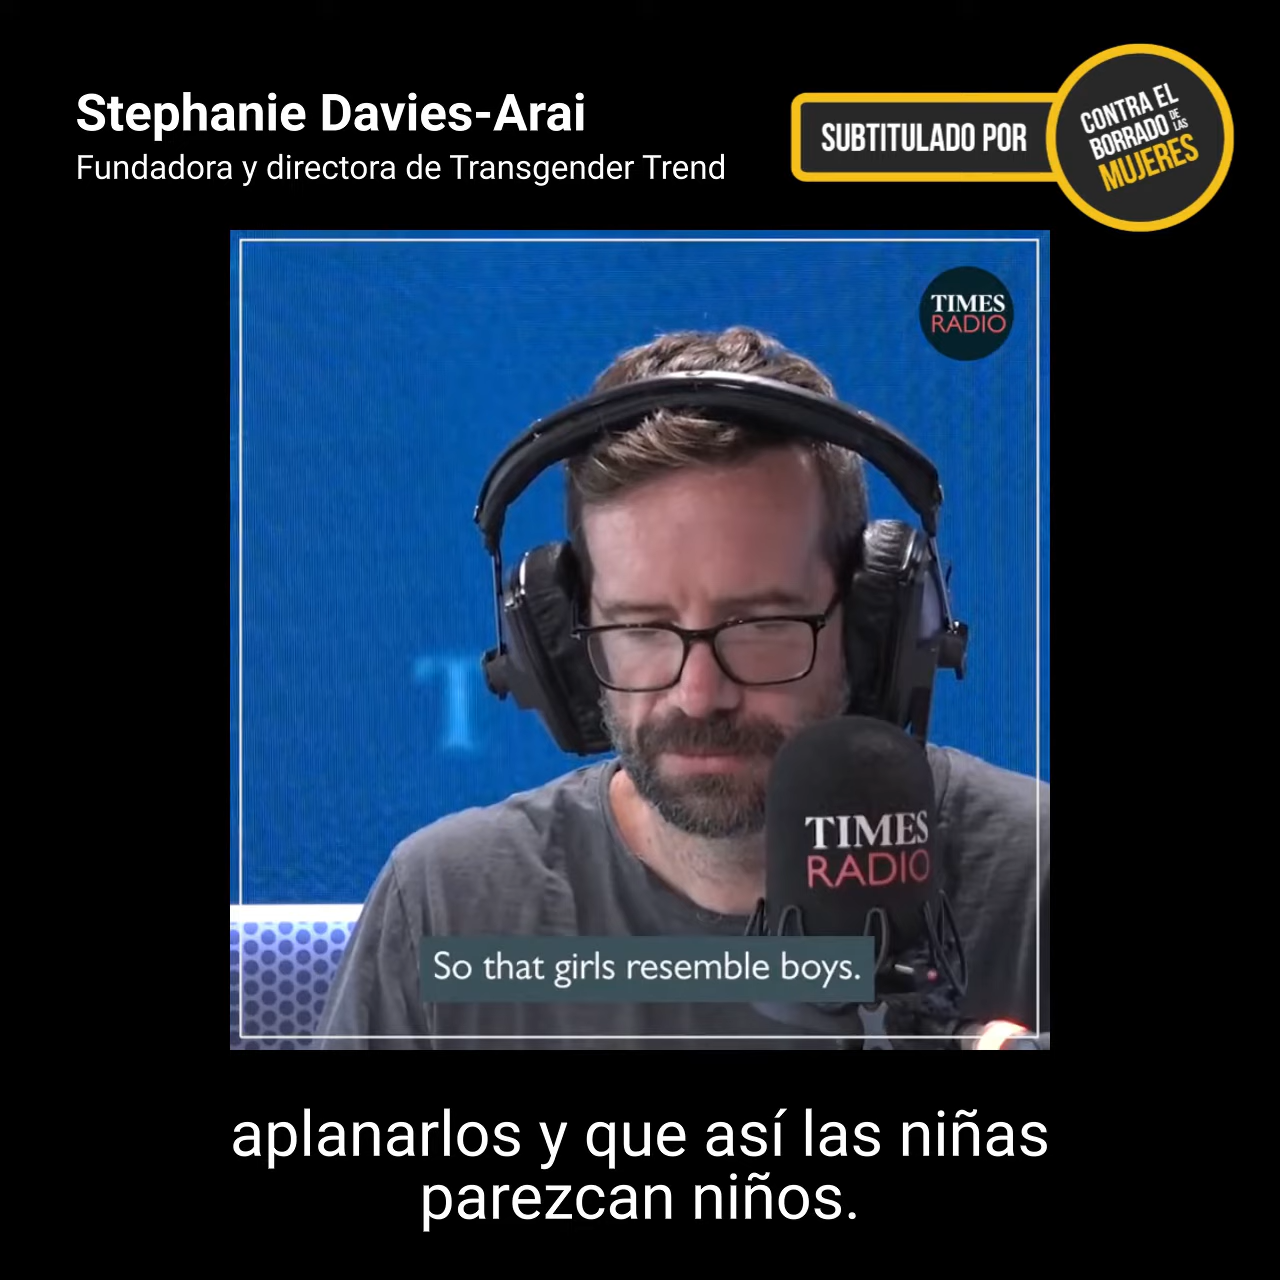 Stephanie Davies-Arai
Fundadora y directora de Transgender Trend
SUBTITULADO POR
CONTRA EL
BORRADO DE LAS
MUJERES
TIMES
RADIO
T
TIMES
RADIO
So that girls resemble boys.
aplanarlos y que así las niñas
parezcan niños.